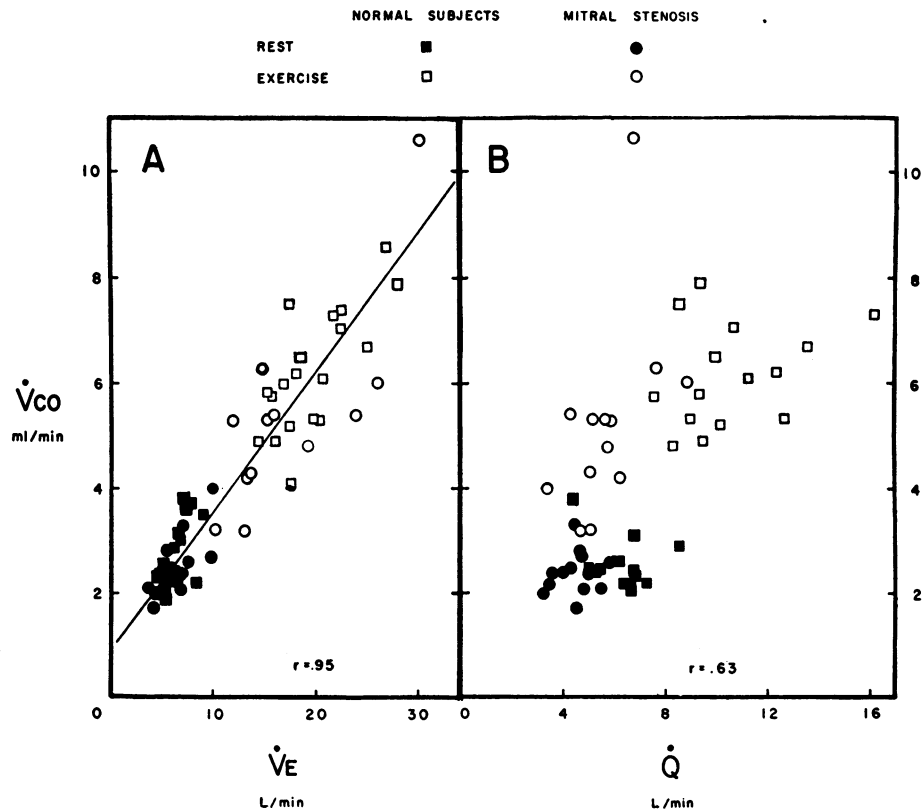 NORMAL SUBJECTS MITRAL STENOSIS
REST
EXERCISE
A B
10 10
8 8
V̇CO
ml/min
6 6
4 4
2 2
r=.95 r=.63
0 10 20 30 0 4 8 12 16
V̇E Q̇
L/min L/min